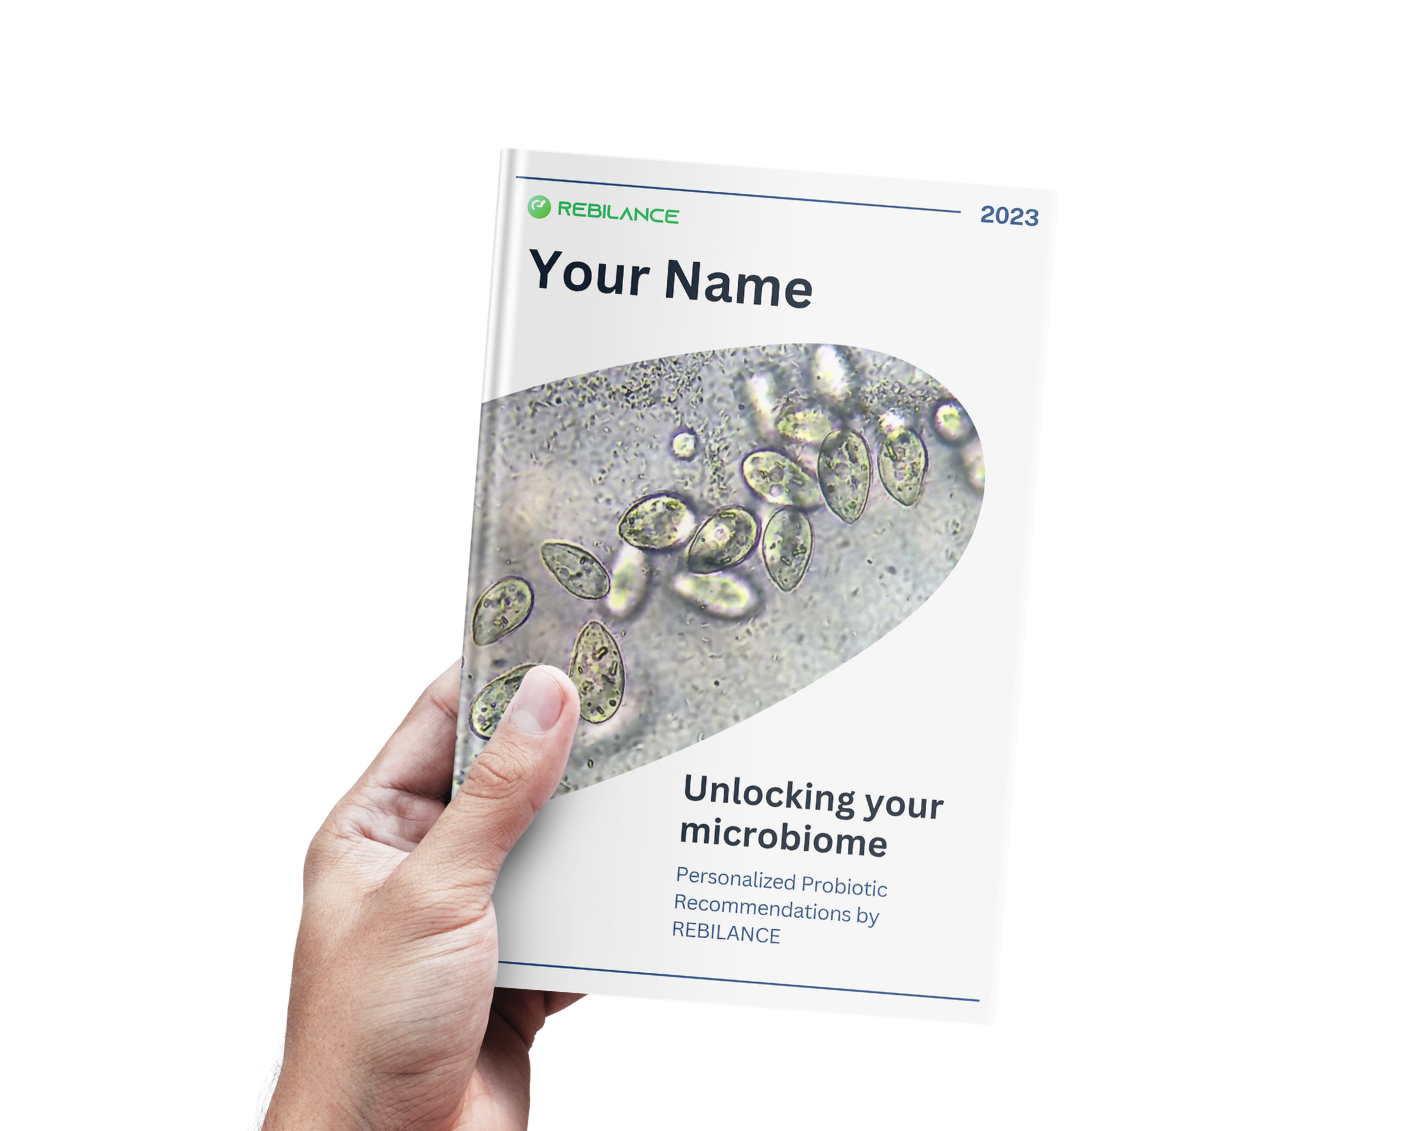 REBILANCE
2023
Your Name
Unlocking your
microbiome
Personalized Probiotic
Recommendations by
REBILANCE